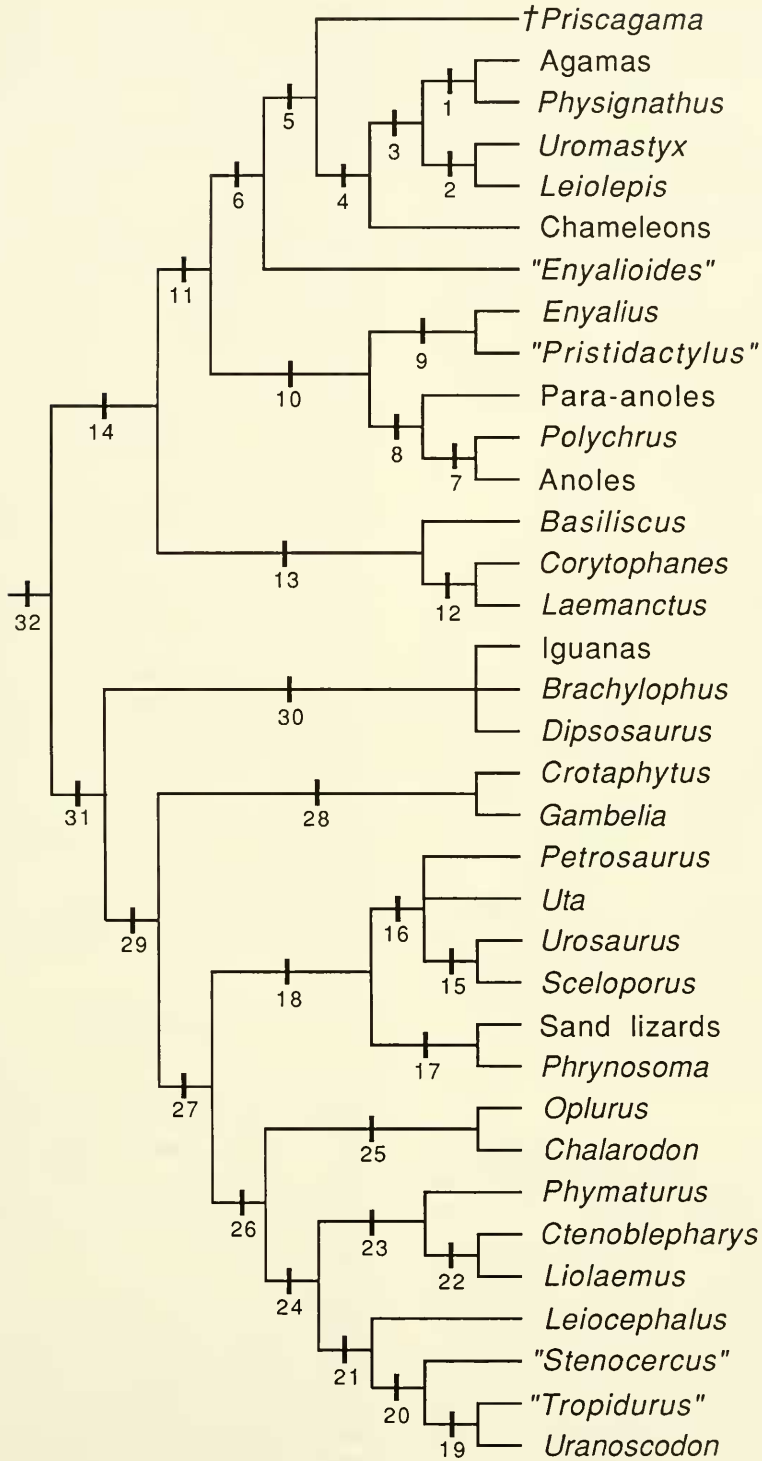 †Priscagama
Agamas
1
Physignathus
5
3
Uromastyx
2
Leiolepis
6
4
Chameleons
"Enyalioides"
11
Enyalius
9
"Pristidactylus"
10
Para-anoles
14
8
Polychrus
7
Anoles
Basiliscus
13
Corytophanes
12
Laemanctus
32
Iguanas
Brachylophus
30
Dipsosaurus
Crotaphytus
31
28
Gambelia
Petrosaurus
Uta
29
16
Urosaurus
15
Sceloporus
18
Sand lizards
17
Phrynosoma
27
Oplurus
25
Chalarodon
Phymaturus
26
23
Ctenoblepharys
22
Liolaemus
24
Leiocephalus
21
"Stenocercus"
20
"Tropidurus"
19
Uranoscodon